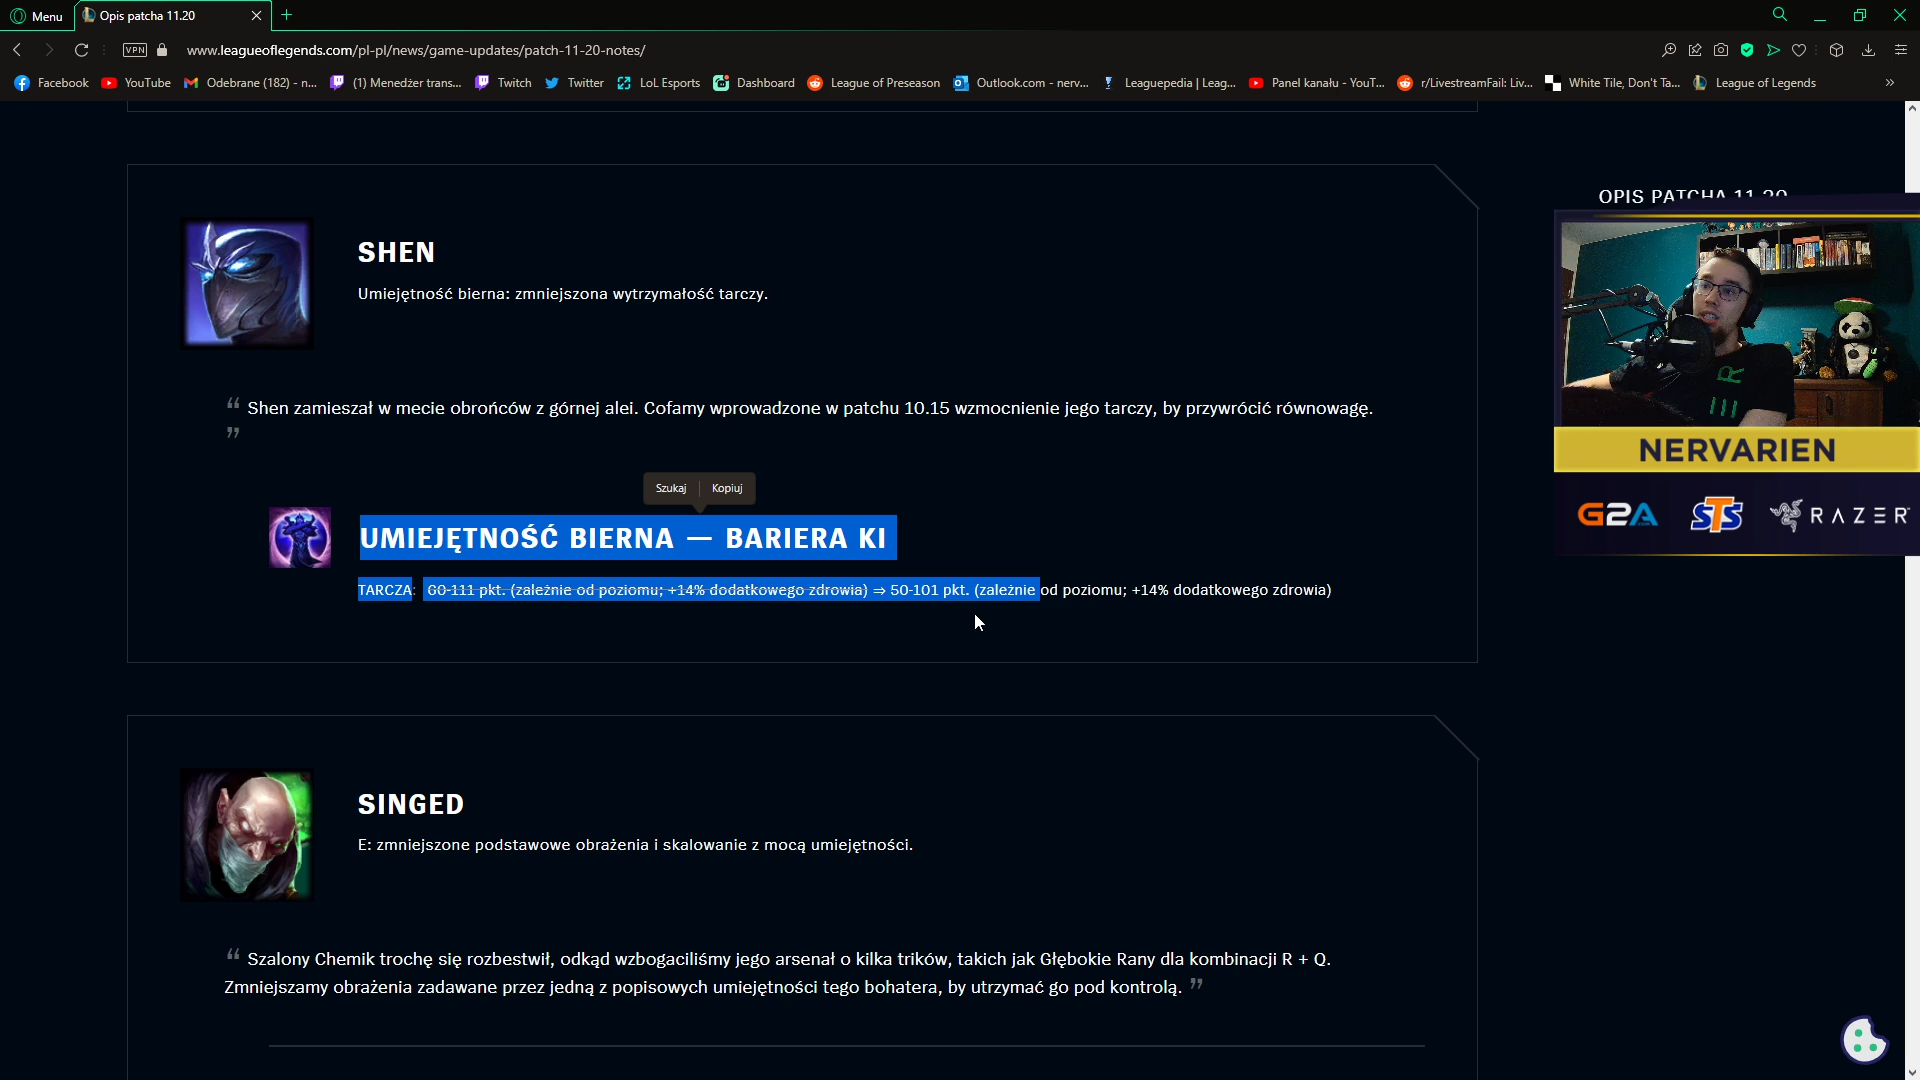 Menu
Opis patcha 11.20
VPN
www.leagueoflegends.com/pl-pl/news/game-updates/patch-11-20-notes/
Facebook
YouTube
Odebrane (182) - n...
(1) Menedżer trans...
Twitch
Twitter
LoL Esports
Dashboard
League of Preseason
Outlook.com - nerv...
Leaguepedia | Leag...
Panel kanału - YouT...
r/LivestreamFail: Liv...
White Tile, Don't Ta...
League of Legends
»
OPIS PATCHA 11.20
SHEN
Umiejętność bierna: zmniejszona wytrzymałość tarczy.
“ Shen zamieszał w mecie obrońców z górnej alei. Cofamy wprowadzone w patchu 10.15 wzmocnienie jego tarczy, by przywrócić równowagę.
”
Szukaj
Kopiuj
UMIEJĘTNOŚĆ BIERNA — BARIERA KI
TARCZA: 60-111 pkt. (zależnie od poziomu; +14% dodatkowego zdrowia) ⇒ 50-101 pkt. (zależnie od poziomu; +14% dodatkowego zdrowia)
NERVARIEN
G2A
STS
RAZER
SINGED
E: zmniejszone podstawowe obrażenia i skalowanie z mocą umiejętności.
“ Szalony Chemik trochę się rozbestwił, odkąd wzbogaciliśmy jego arsenał o kilka trików, takich jak Głębokie Rany dla kombinacji R + Q.
Zmniejszamy obrażenia zadawane przez jedną z popisowych umiejętności tego bohatera, by utrzymać go pod kontrolą. ”